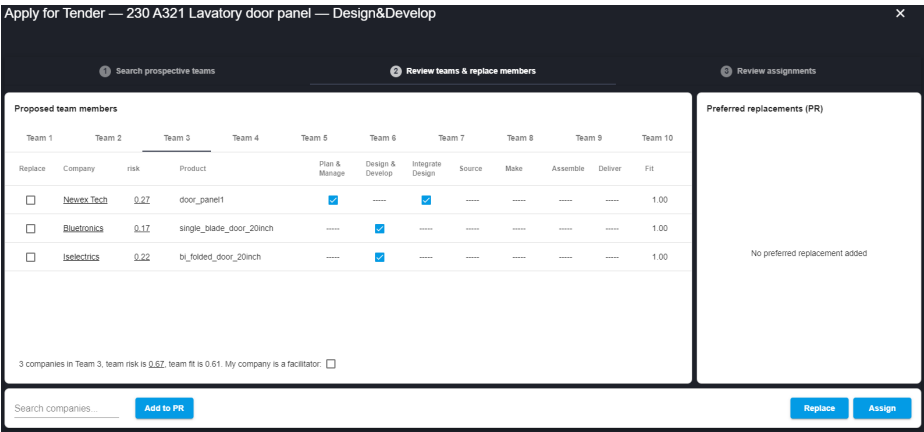 Apply for Tender — 230 A321 Lavatory door panel — Design&Develop
1 Search prospective teams 2 Review teams & replace members 3 Review assignments
Proposed team members
Team 1 Team 2 Team 3 Team 4 Team 5 Team 6 Team 7 Team 8 Team 9 Team 10
Replace Company risk Product Plan & Manage Design & Develop Integrate Design Source Make Assemble Deliver Fit
Newex Tech 0.27 door_panel1 ----- ----- ----- ----- ----- 1.00
Bluetronics 0.17 single_blade_door_20inch ----- ----- ----- ----- ----- ----- 1.00
Iselectrics 0.22 bi_folded_door_20inch ----- ----- ----- ----- ----- ----- 1.00
3 companies in Team 3, team risk is 0.67, team fit is 0.61. My company is a facilitator:
Preferred replacements (PR)
No preferred replacement added
Search companies... Add to PR Replace Assign